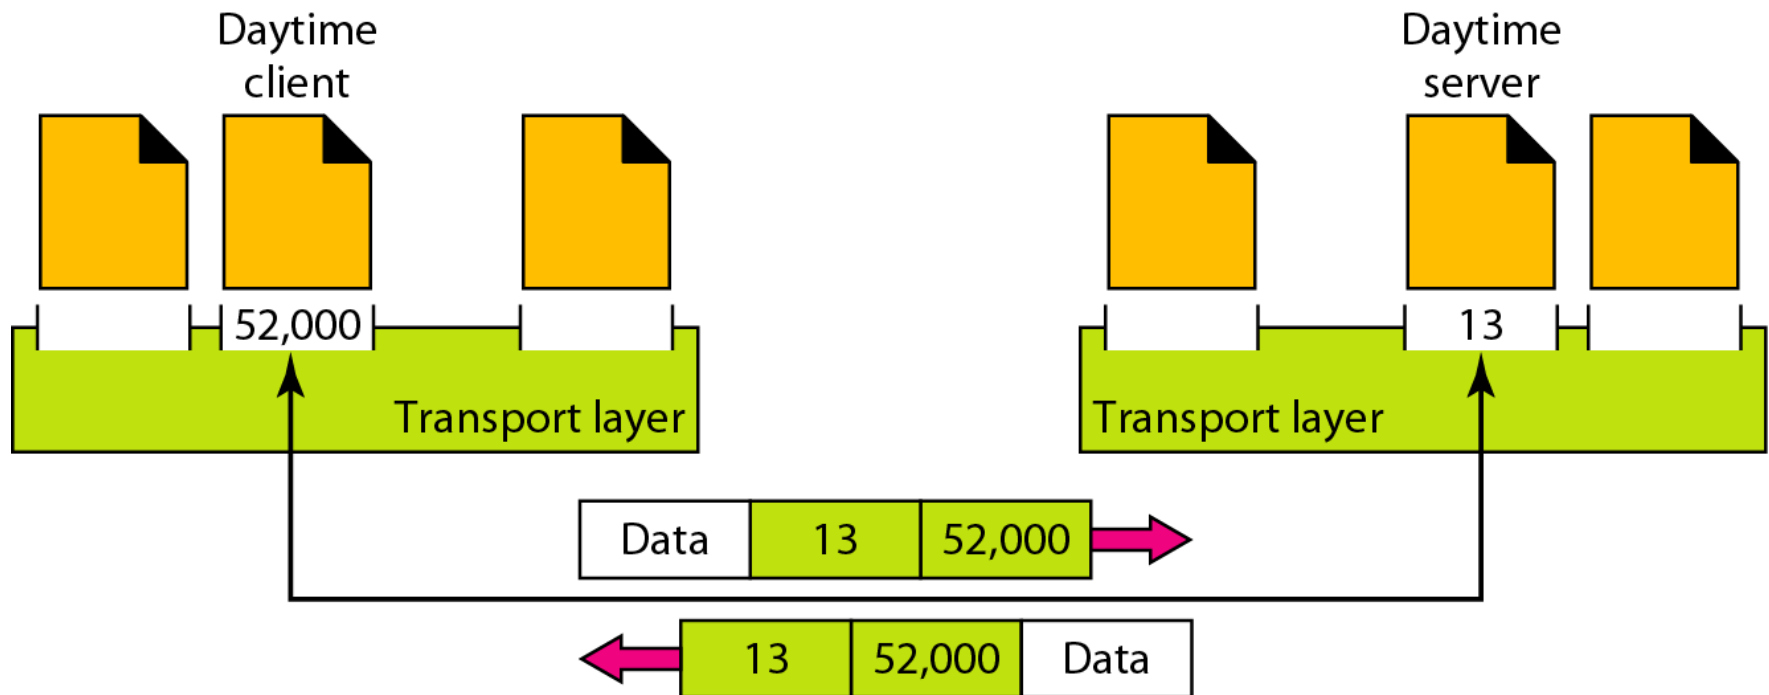 Daytime
client
Daytime
server
52,000
13
Transport layer
Transport layer
Data 13 52,000
13 52,000 Data